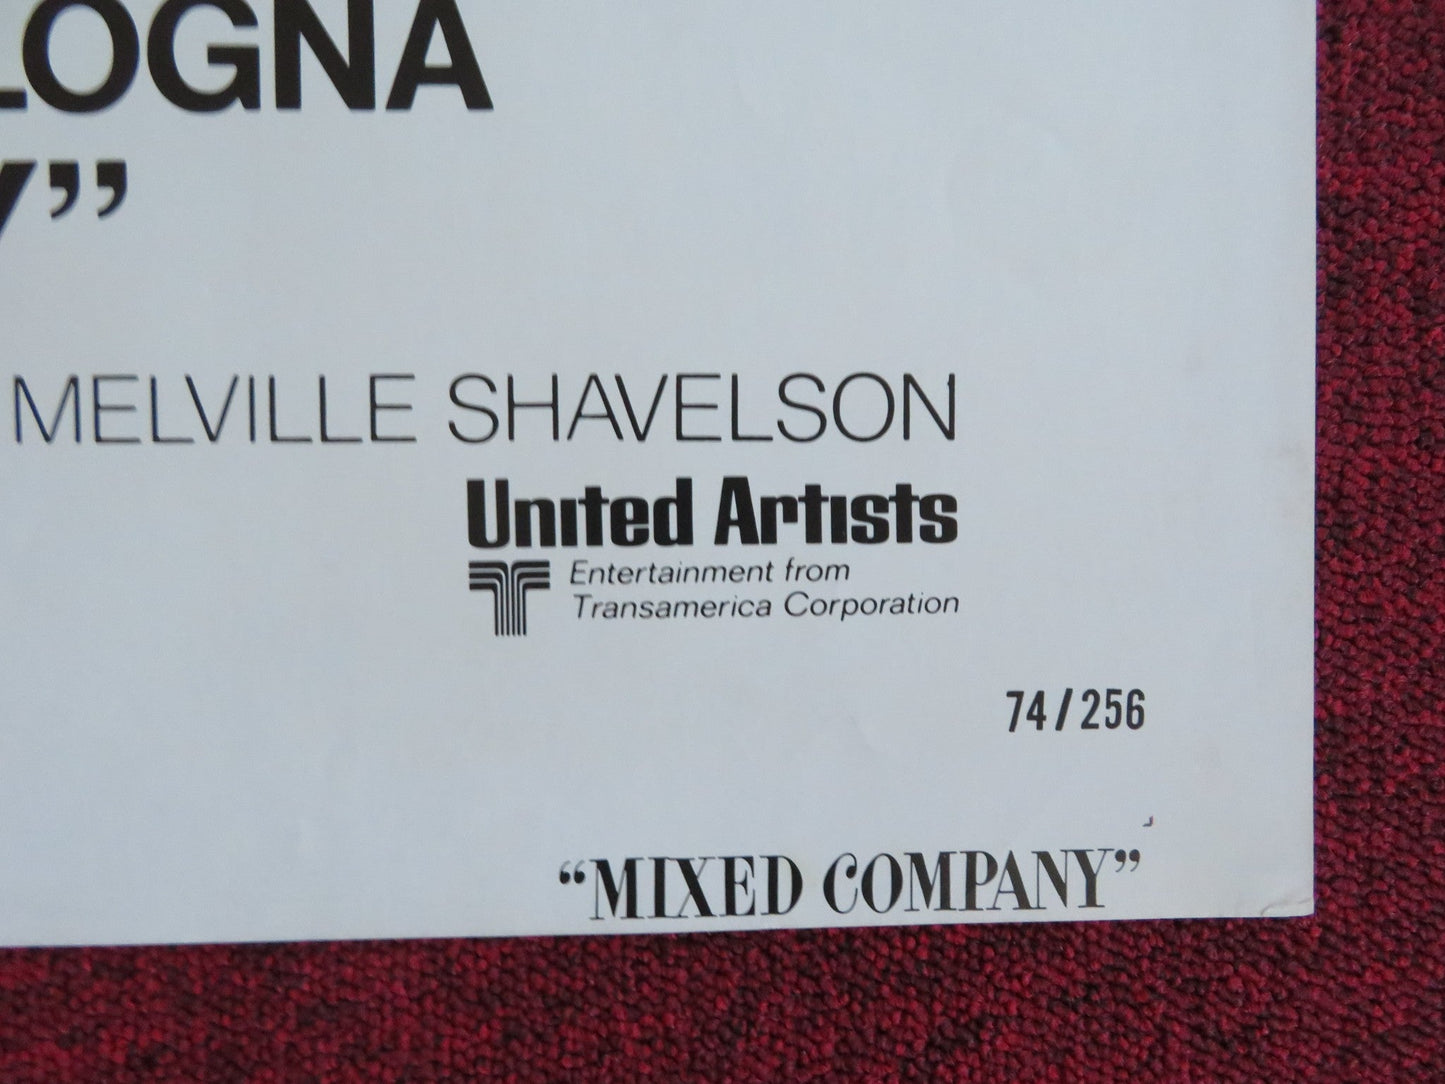 LOGNA
Y”
MELVILLE SHAVELSON
United Artists
Entertainment from
Transamerica Corporation
74/256
“MIXED COMPANY”